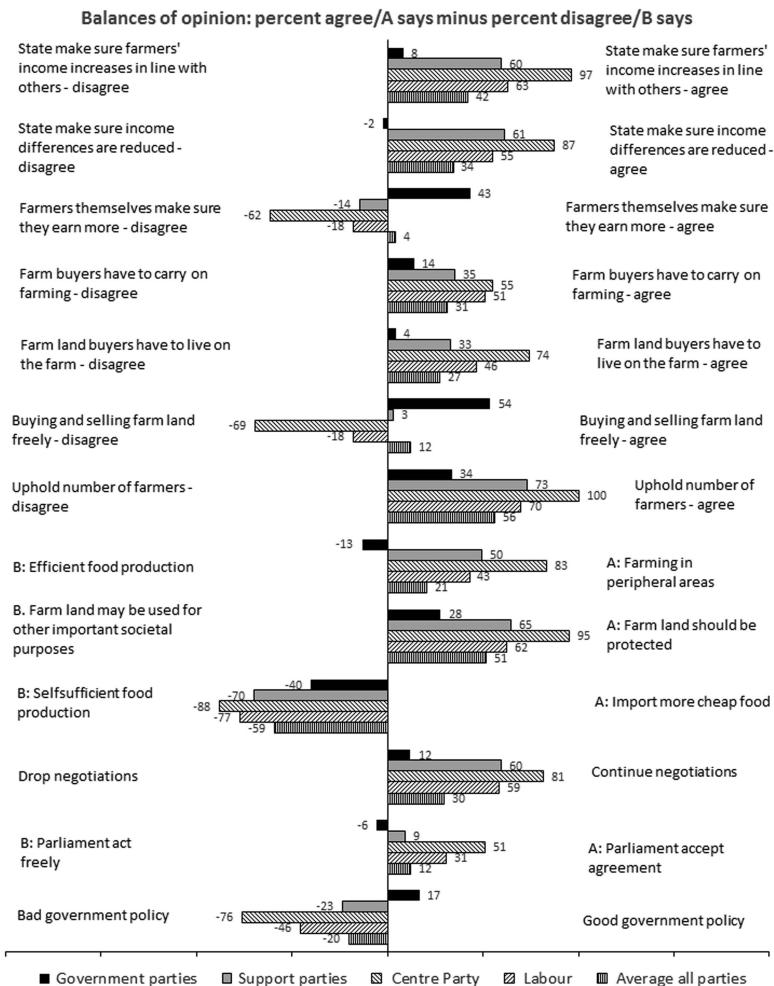 Balances of opinion: percent agree/A says minus percent disagree/B says
State make sure farmers'
income increases in line with
others - disagree
8
60
97
63
42
State make sure farmers'
income increases in line
with others - agree
State make sure income
differences are reduced -
disagree
-2
61
87
55
34
State make sure income
differences are reduced -
agree
Farmers themselves make sure
they earn more - disagree
43
-14
-62
-18
4
Farmers themselves make sure
they earn more - agree
Farm buyers have to carry on
farming - disagree
14
35
55
51
31
Farm buyers have to carry on
farming - agree
Farm land buyers have to live on
the farm - disagree
4
33
74
46
27
Farm land buyers have to
live on the farm - agree
Buying and selling farm land
freely - disagree
54
3
-69
-18
12
Buying and selling farm land
freely - agree
Uphold number of farmers -
disagree
34
73
100
70
56
Uphold number of
farmers - agree
B: Efficient food production
-13
50
83
43
21
A: Farming in
peripheral areas
B. Farm land may be used for
other important societal
purposes
28
65
95
62
51
A: Farm land should be
protected
B: Selfsufficient food
production
-40
-70
-88
-77
-59
A: Import more cheap food
Drop negotiations
12
60
81
59
30
Continue negotiations
B: Parliament act
freely
-6
9
51
31
12
A: Parliament accept
agreement
Bad government policy
17
-23
-76
-46
-20
Good government policy
Government parties Support parties Centre Party Labour Average all parties